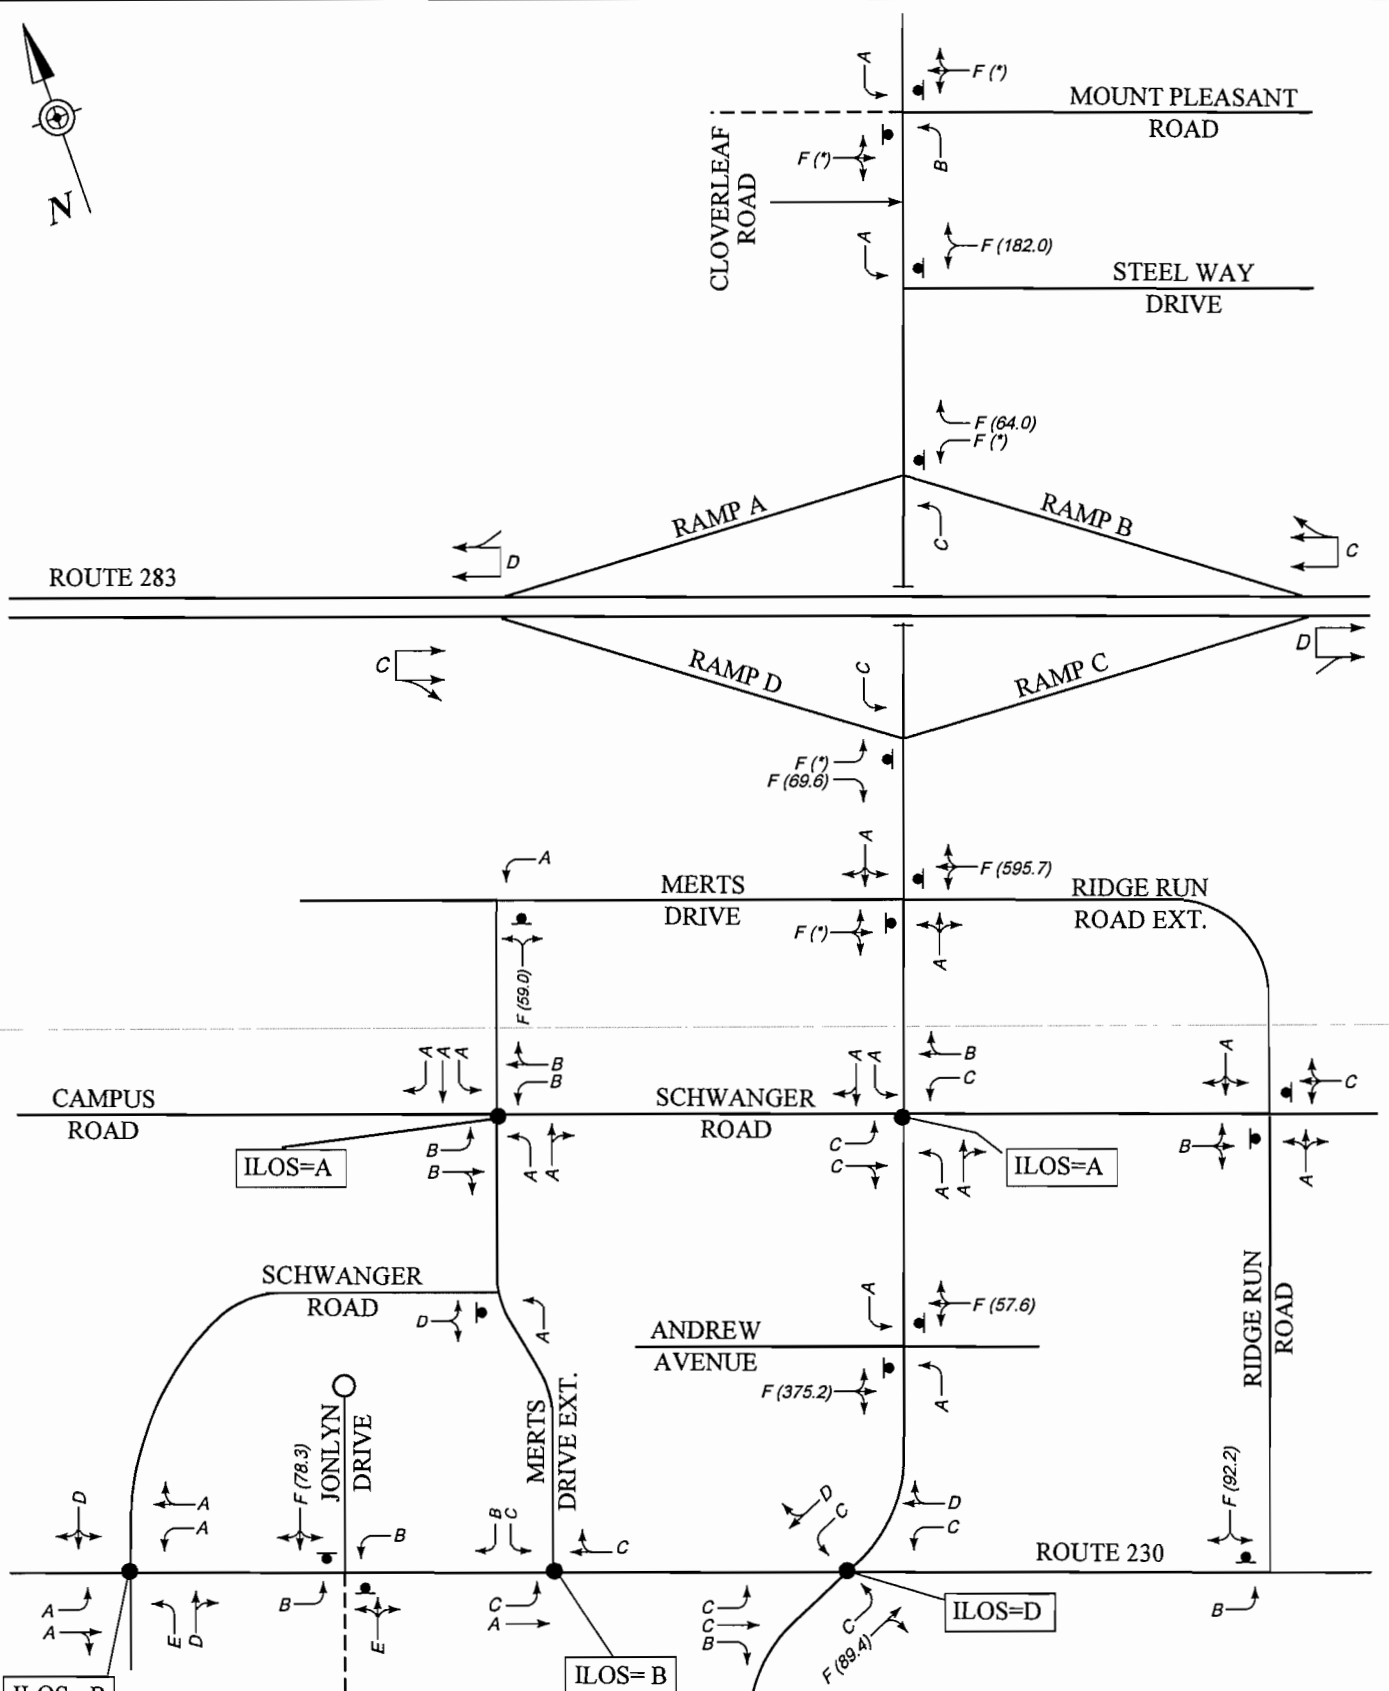 N
A
F (*)
MOUNT PLEASANT
ROAD
CLOVERLEAF
ROAD
F (*)
B
A
F (182.0)
STEEL WAY
DRIVE
F (64.0)
F (*)
RAMP A
RAMP B
C
D
C
ROUTE 283
C
RAMP D
C
RAMP C
D
F (*)
F (69.6)
A
A
F (595.7)
MERTS
DRIVE
RIDGE RUN
ROAD EXT.
F (*)
A
F (59.0)
A A A
B
B
A A
B
C
A
C
CAMPUS
ROAD
SCHWANGER
ROAD
B
B
A A
ILOS=A
C
C
A A
ILOS=A
B
A
SCHWANGER
ROAD
D
A
A
F (57.6)
ANDREW
AVENUE
F (375.2)
A
RIDGE RUN
ROAD
JONLYN
DRIVE
MERTS
DRIVE EXT.
D
A
A
F (78.3)
B
B C
C
D
C
D
C
F (92.2)
ROUTE 230
A
A
E D
B
E
C
A
C
C
B
C
F (89.4)
ILOS=D
B
ILOS= B